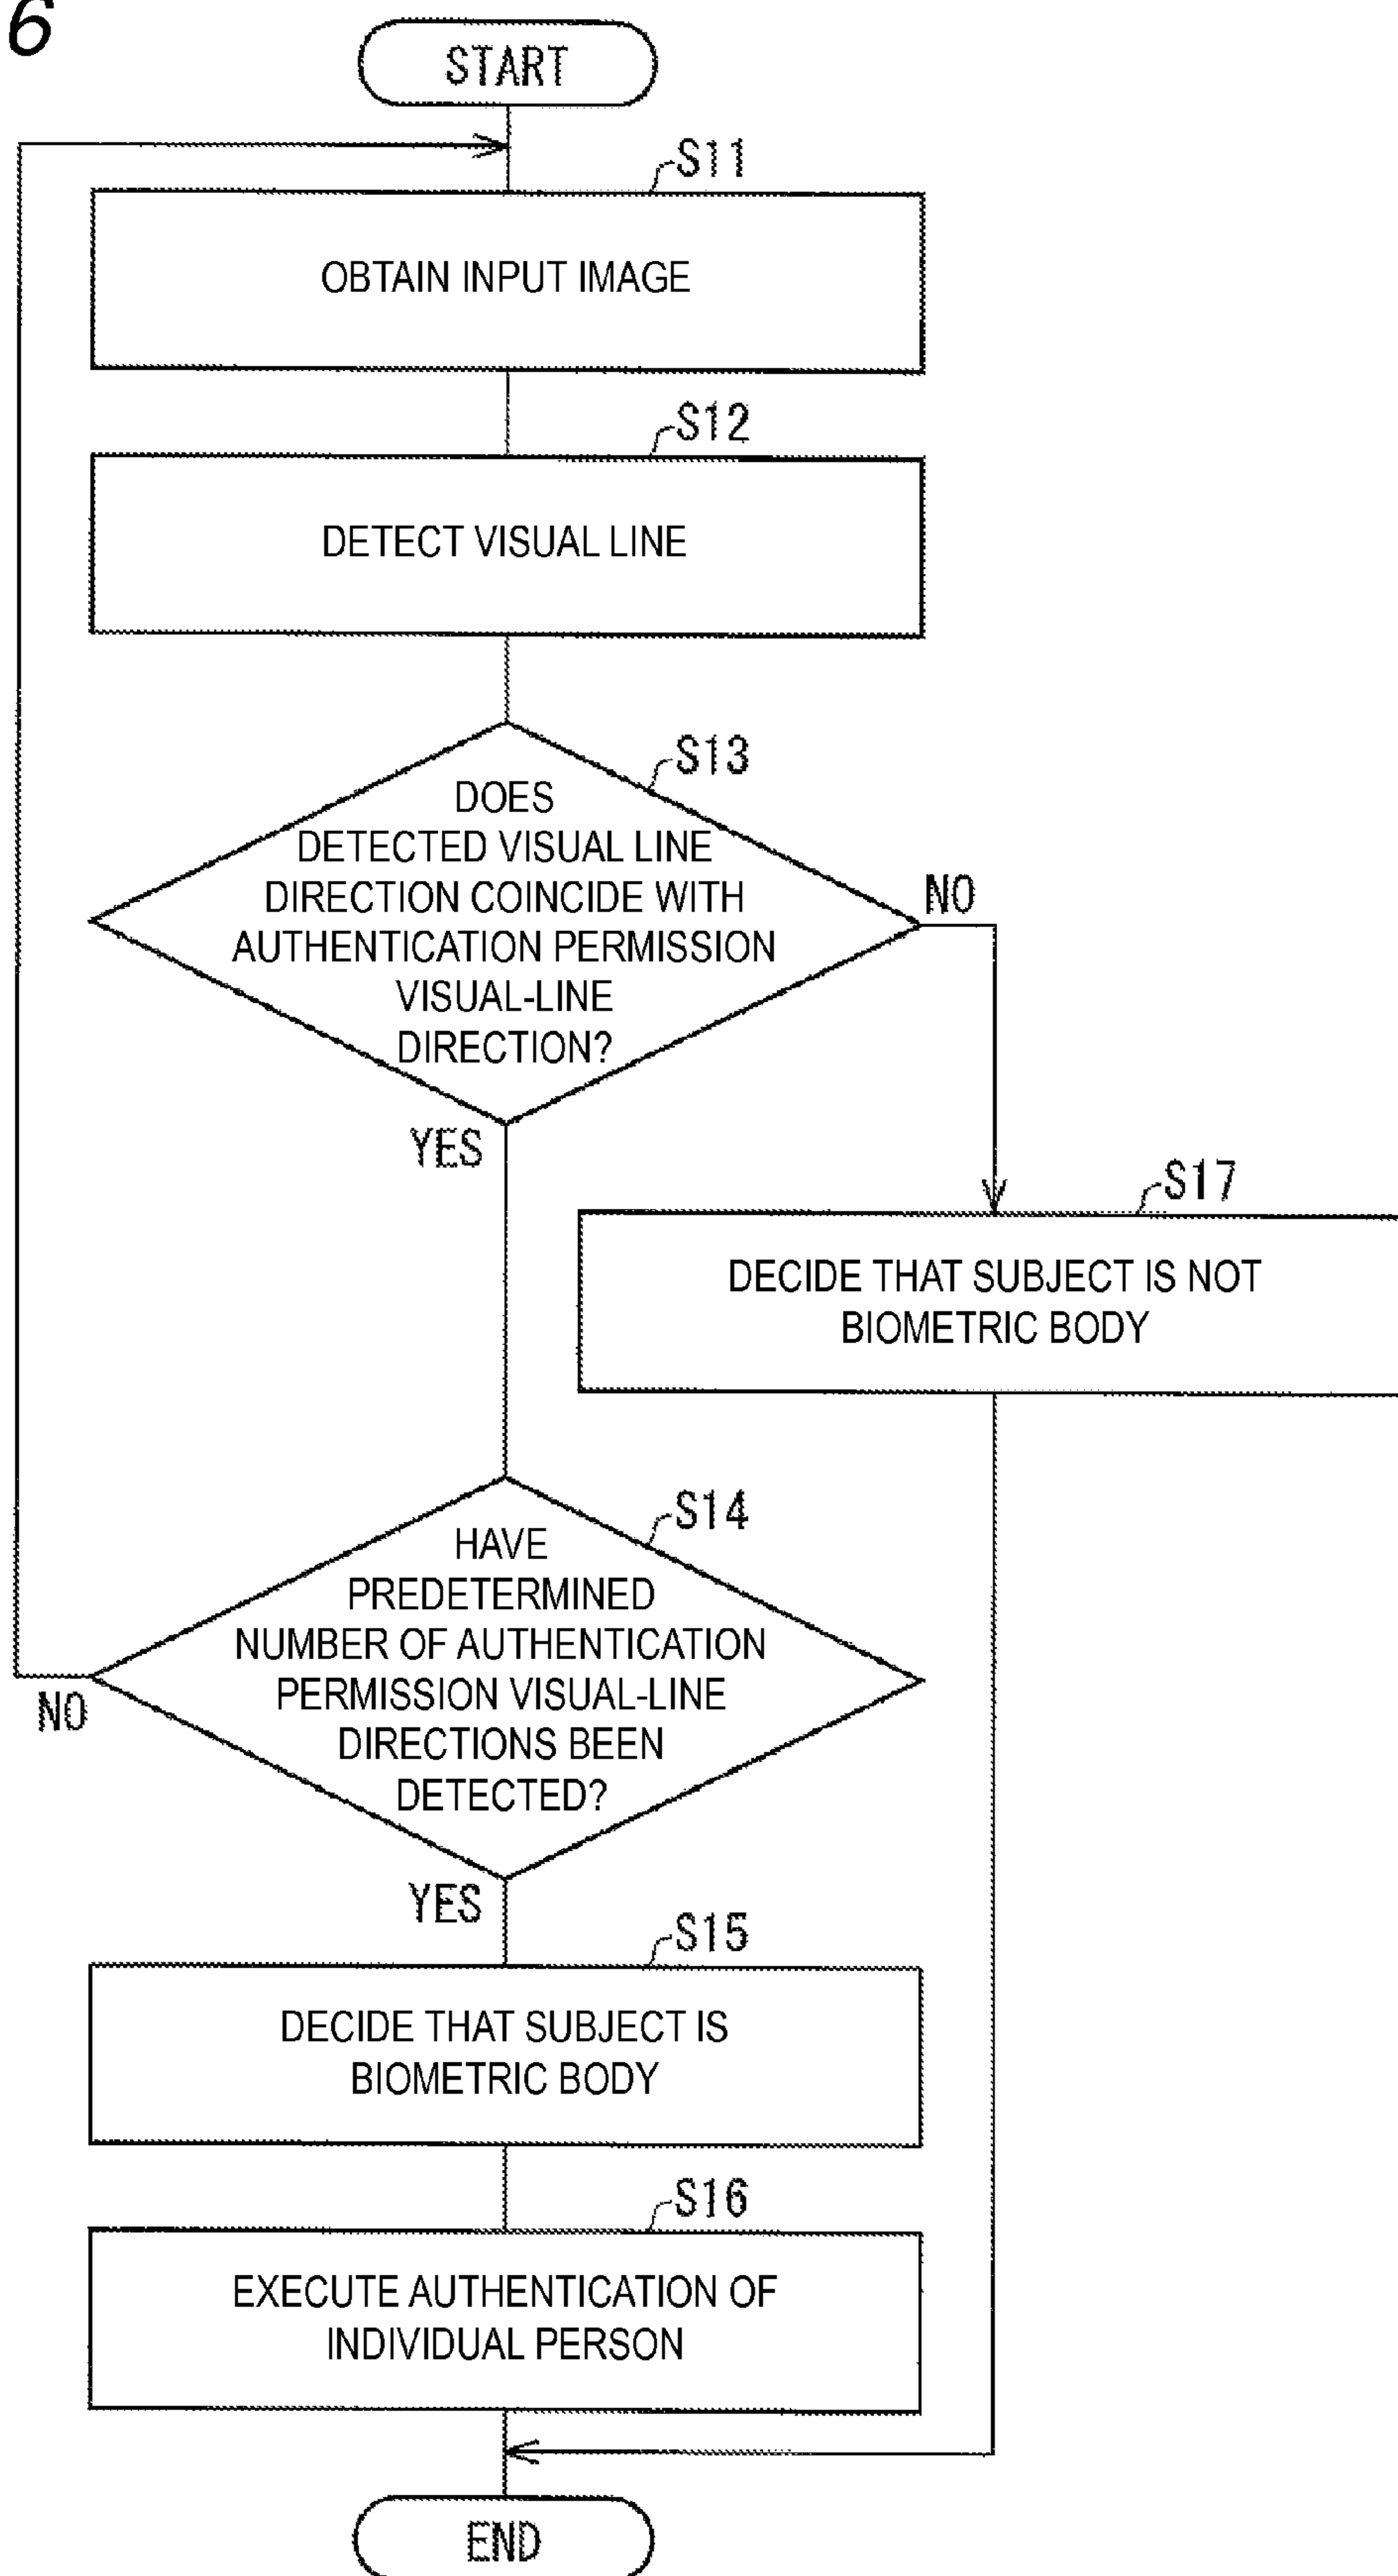 6
START
S11
OBTAIN INPUT IMAGE
S12
DETECT VISUAL LINE
S13
DOES
DETECTED VISUAL LINE
DIRECTION COINCIDE WITH
AUTHENTICATION PERMISSION
VISUAL-LINE
DIRECTION?
NO
YES
S17
DECIDE THAT SUBJECT IS NOT
BIOMETRIC BODY
S14
HAVE
PREDETERMINED
NUMBER OF AUTHENTICATION
PERMISSION VISUAL-LINE
DIRECTIONS BEEN
DETECTED?
NO
YES
S15
DECIDE THAT SUBJECT IS
BIOMETRIC BODY
S16
EXECUTE AUTHENTICATION OF
INDIVIDUAL PERSON
END